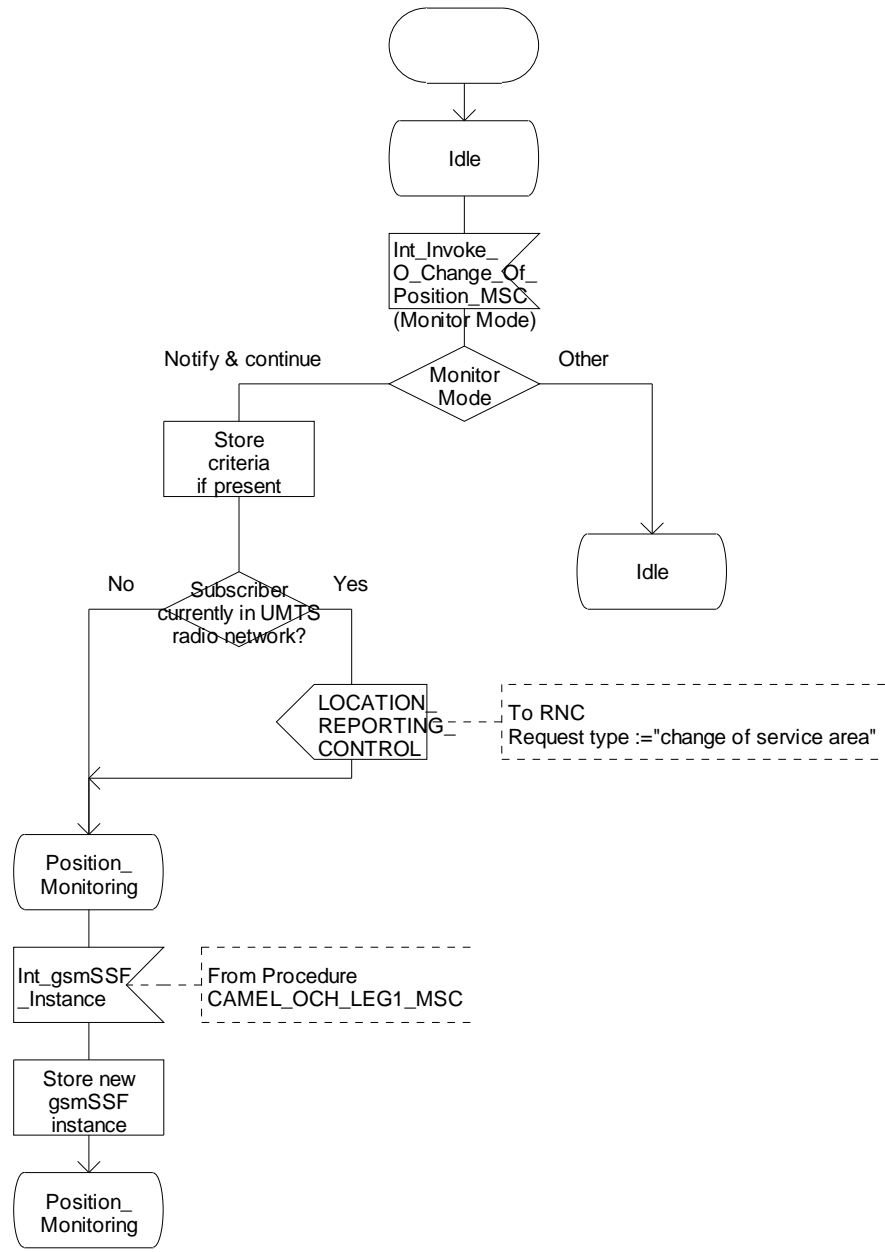 Idle
Int_Invoke_
O_Change_Of_
Position_MSC
(Monitor Mode)
Notify & continue
Monitor
Mode
Other
Store
criteria
if present
Idle
No
Subscriber
currently in UMTS
radio network?
Yes
LOCATION_
REPORTING_
CONTROL
To RNC
Request type :="change of service area"
Position_
Monitoring
Int_gsmSSF
_Instance
From Procedure
CAMEL_OCH_LEG1_MSC
Store new
gsmSSF
instance
Position_
Monitoring